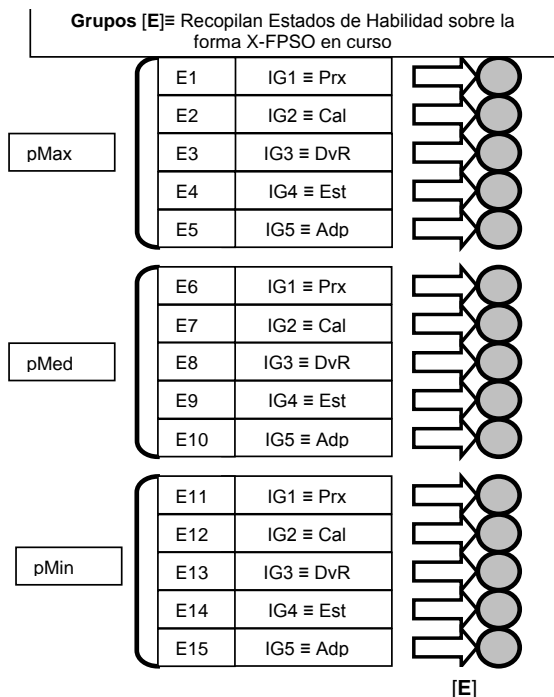 Grupos [E]≡ Recopilan Estados de Habilidad sobre la
forma X-FPSO en curso
pMax
E1 IG1 ≡ Prx
E2 IG2 ≡ Cal
E3 IG3 ≡ DvR
E4 IG4 ≡ Est
E5 IG5 ≡ Adp
pMed
E6 IG1 ≡ Prx
E7 IG2 ≡ Cal
E8 IG3 ≡ DvR
E9 IG4 ≡ Est
E10 IG5 ≡ Adp
pMin
E11 IG1 ≡ Prx
E12 IG2 ≡ Cal
E13 IG3 ≡ DvR
E14 IG4 ≡ Est
E15 IG5 ≡ Adp
[E]